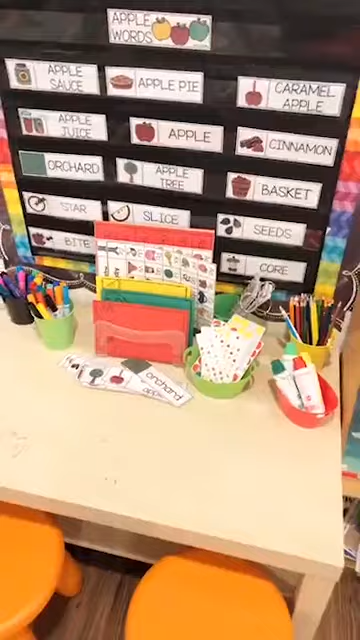 APPLE
WORDS
APPLE
SAUCE
APPLE PIE
CARAMEL
APPLE
APPLE
JUICE
APPLE
CINNAMON
ORCHARD
APPLE
TREE
BASKET
STAR
SLICE
SEEDS
BITE
CORE
orchard